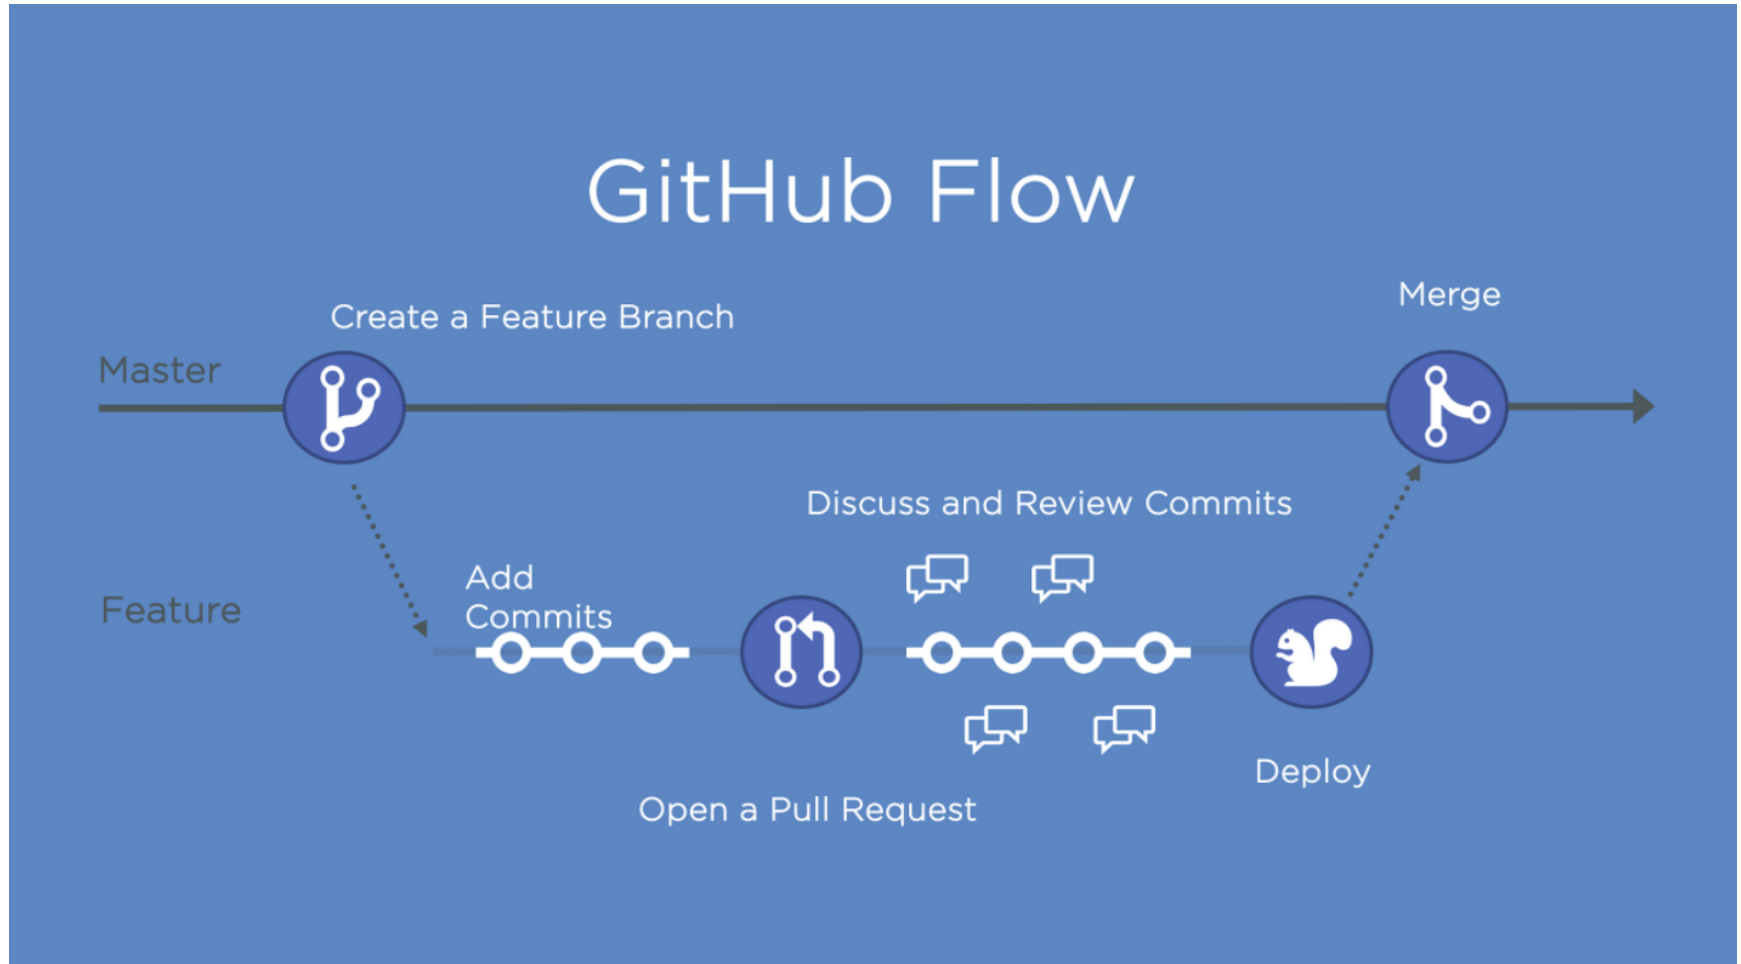 GitHub Flow
Merge
Create a Feature Branch
Master
Discuss and Review Commits
Add
Commits
Feature
Deploy
Open a Pull Request